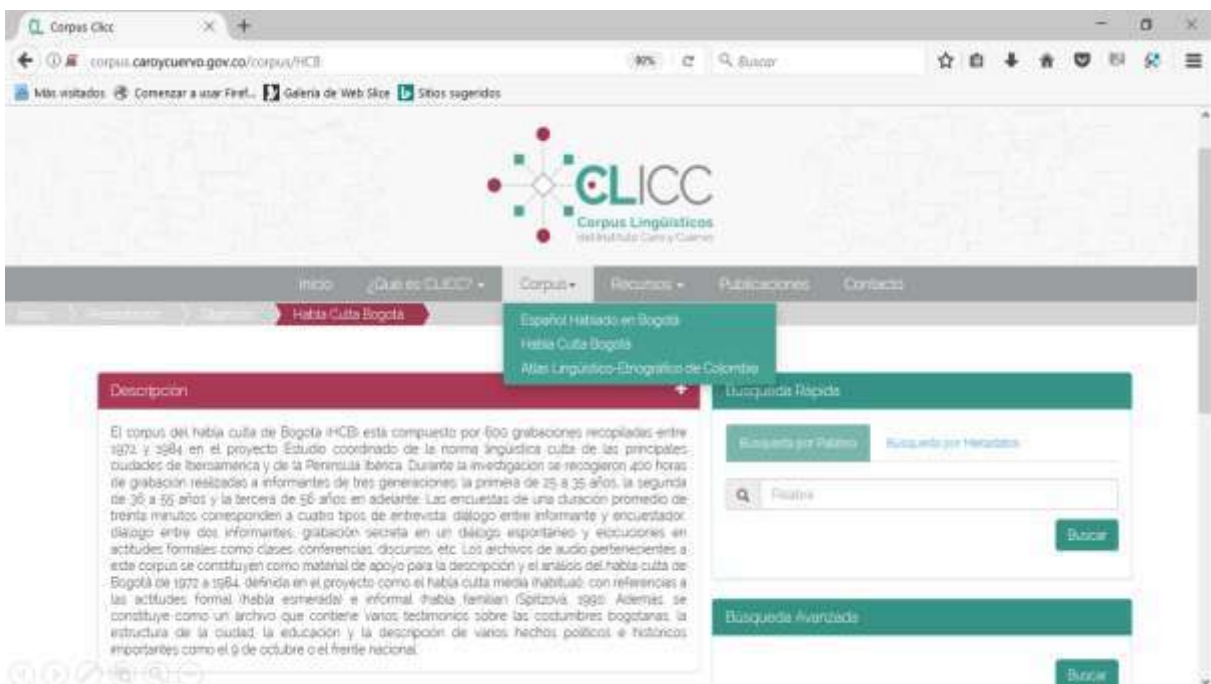 Corpus Clicc
corpus.caroycuervo.gov.co/corpus/HCB
90%
Buscar
Más visitados
Comenzar a usar Firef...
Galería de Web Slice
Sitios sugeridos
CLICC
Corpus Lingüísticos
del Instituto Caro y Cuervo
Inicio
¿Qué es CLICC?
Corpus
Recursos
Publicaciones
Contacto
Habla Culta Bogotá
Español Hablado en Bogotá
Habla Culta Bogotá
Atlas Lingüístico-Etnográfico de Colombia
Descripción
El corpus del habla culta de Bogotá (HCB) está compuesto por 600 grabaciones recopiladas entre
1972 y 1984 en el proyecto Estudio coordinado de la norma lingüística culta de las principales
ciudades de Iberoamérica y de la Península Ibérica. Durante la investigación se recogieron 400 horas
de grabación realizadas a informantes de tres generaciones: la primera de 25 a 35 años, la segunda
de 36 a 55 años y la tercera de 56 años en adelante. Las encuestas de una duración promedio de
treinta minutos corresponden a cuatro tipos de entrevista: diálogo entre informante y encuestador,
diálogo entre dos informantes, grabación secreta en un diálogo espontáneo y elocuciones en
actitudes formales como clases, conferencias, discursos, etc. Los archivos de audio pertenecientes a
este corpus se constituyen como material de apoyo para la descripción y el análisis del habla culta de
Bogotá de 1972 a 1984, definida en el proyecto como el habla culta media (habitual), con referencias a
las actitudes formal (habla esmerada) e informal (habla familiar) (Spitzová, 1991). Además, se
constituye como un archivo que contiene varios testimonios sobre las costumbres bogotanas, la
estructura de la ciudad, la educación y la descripción de varios hechos políticos e históricos
importantes como el 9 de octubre o el frente nacional.
Búsqueda Rápida
Búsqueda por Palabra
Búsqueda por Metadatos
Palabra
Buscar
Búsqueda Avanzada
Buscar